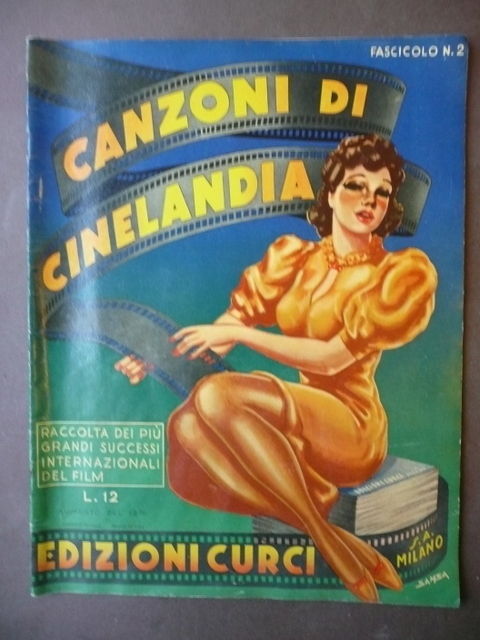 FASCICOLO N. 2
CANZONI DI
CINELANDIA
RACCOLTA DEI PIÙ
GRANDI SUCCESSI
INTERNAZIONALI
DEL FILM
L. 12
EDIZIONI CURCI
S.A.
MILANO